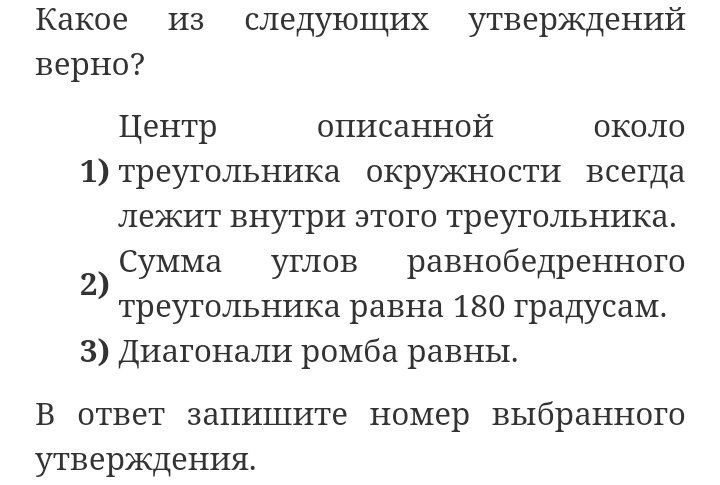 Какое из следующих утверждений
верно?
Центр описанной около
1) треугольника окружности всегда
лежит внутри этого треугольника.
Сумма углов равнобедренного
2)
треугольника равна 180 градусам.
3) Диагонали ромба равны.
В ответ запишите номер выбранного
утверждения.